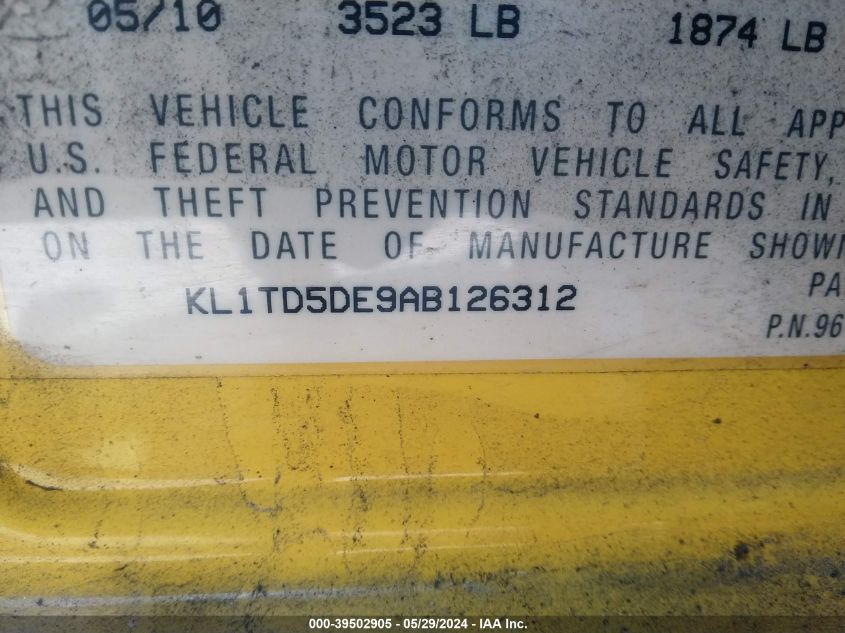 05/10 3523 LB 1874 LB
THIS VEHICLE CONFORMS TO ALL APP
U.S. FEDERAL MOTOR VEHICLE SAFETY,
AND THEFT PREVENTION STANDARDS IN
ON THE DATE OF MANUFACTURE SHOW
KL1TD5DE9AB126312 PA
P.N.96
000-39502905 - 05/29/2024 - IAA Inc.